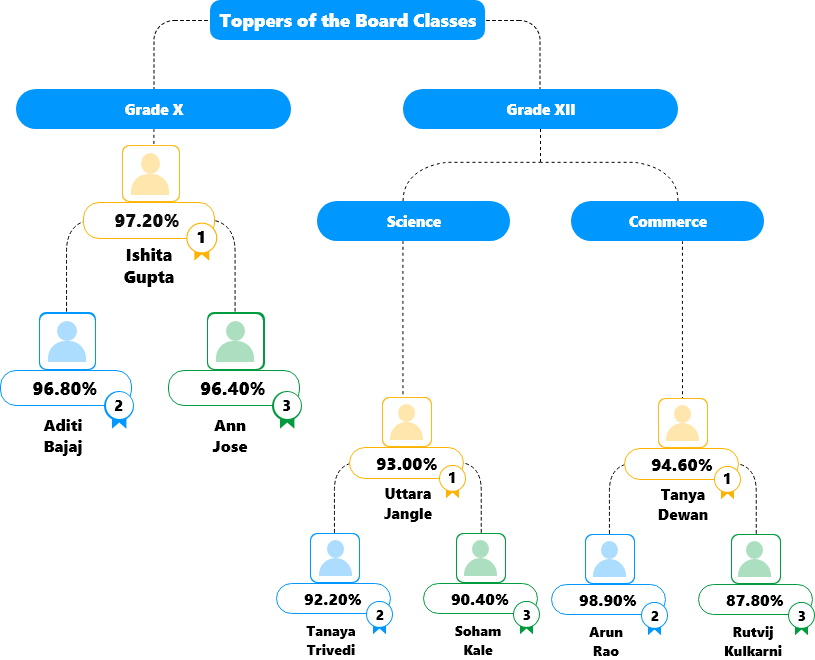 Toppers of the Board Classes
Grade X
Grade XII
Science
Commerce
97.20%
1
Ishita
Gupta
96.80%
2
Aditi
Bajaj
96.40%
3
Ann
Jose
93.00%
1
Uttara
Jangle
94.60%
1
Tanya
Dewan
92.20%
2
Tanaya
Trivedi
90.40%
3
Soham
Kale
98.90%
2
Arun
Rao
87.80%
3
Rutvij
Kulkarni